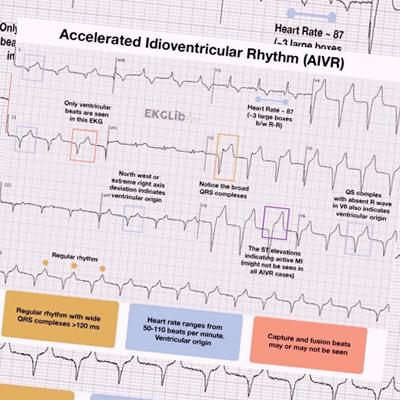 Only
bea
in
Heart Rate ~ 87
(~3 large boxes
Accelerated Idioventricular Rhythm (AIVR)
Only ventricular
beats are seen
in this EKG
EKGLib
Heart Rate ~ 87
(~3 large boxes
b/w R-R)
North west or
extreme right axis
deviation indicates
ventricular origin
Notice the broad
QRS complexes
QS complex
with absent R wave
in V6 also indicates
ventricular origin
The ST elevations
indicating active MI
(might not be seen in
all AIVR cases)
Regular rhythm
Regular rhythm with wide
QRS complexes >120 ms
Heart rate ranges from
50-110 beats per minute.
Ventricular origin
Capture and fusion beats
may or may not be seen